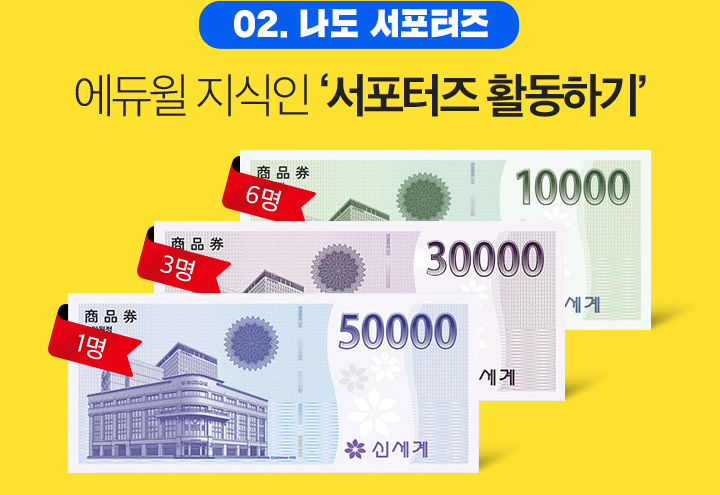 02. 나도 서포터즈
에듀윌 지식인 ‘서포터즈 활동하기’
商品券
6명
10000
세계
商品券
3명
30000
세계
商品券
1명
50000
신세계